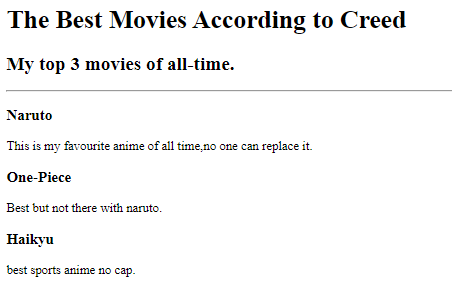 The Best Movies According to Creed
My top 3 movies of all-time.
Naruto
This is my favourite anime of all time,no one can replace it.
One-Piece
Best but not there with naruto.
Haikyu
best sports anime no cap.